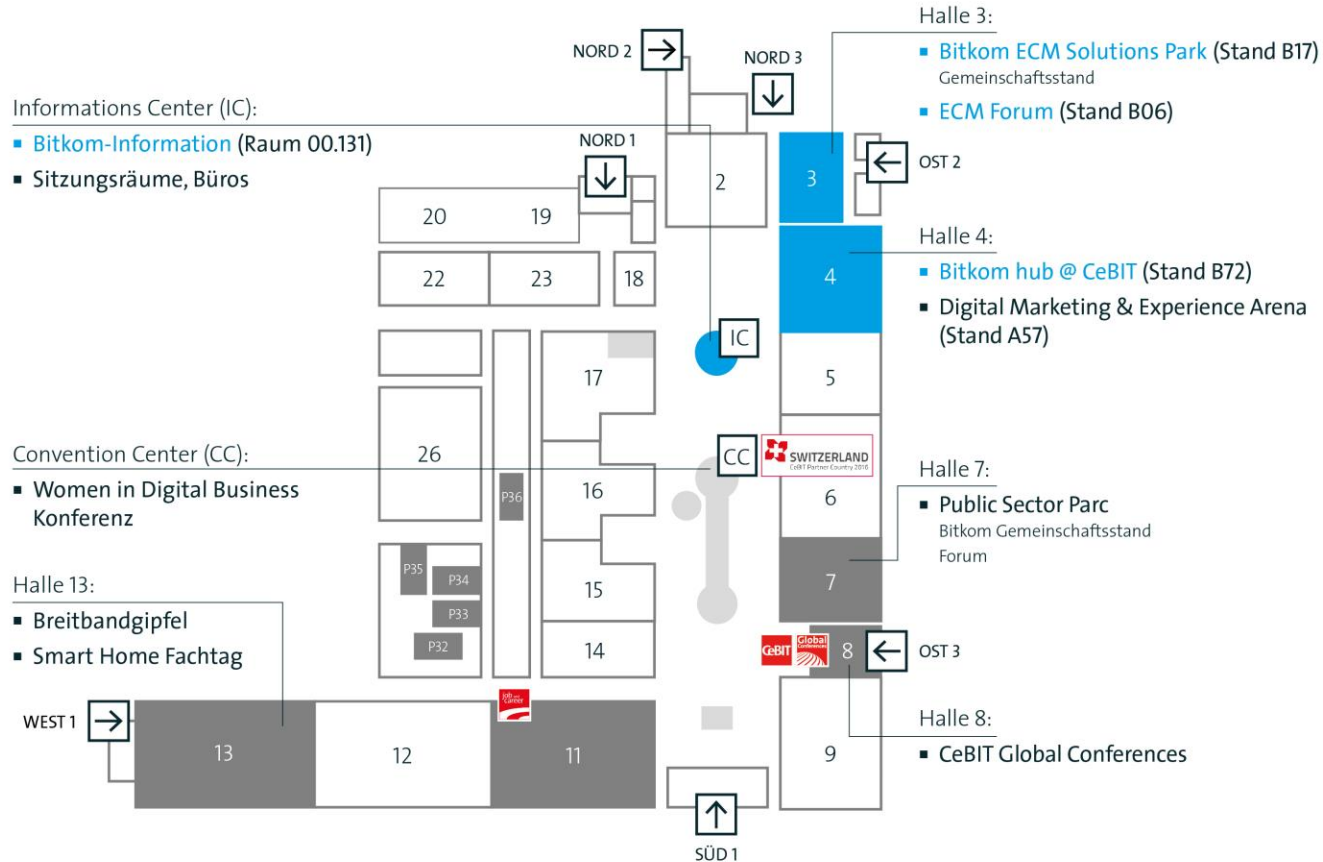 Halle 3:
▪ Bitkom ECM Solutions Park (Stand B17)
Gemeinschaftsstand
▪ ECM Forum (Stand B06)
NORD 2
NORD 3
Informations Center (IC):
▪ Bitkom-Information (Raum 00.131)
▪ Sitzungsräume, Büros
NORD 1
OST 2
2
3
20
19
Halle 4:
▪ Bitkom hub @ CeBIT (Stand B72)
▪ Digital Marketing & Experience Arena
(Stand A57)
22
23
18
4
IC
17
5
Convention Center (CC):
▪ Women in Digital Business
Konferenz
26
CC
SWITZERLAND
CeBIT Partner Country 2016
P36
16
6
Halle 7:
▪ Public Sector Parc
Bitkom Gemeinschaftsstand
Forum
P35
P34
P33
P32
15
7
Halle 13:
▪ Breitbandgipfel
▪ Smart Home Fachtag
14
CeBIT
Global
Conferences
8
OST 3
job and
career
WEST 1
13
12
11
9
Halle 8:
▪ CeBIT Global Conferences
SÜD 1